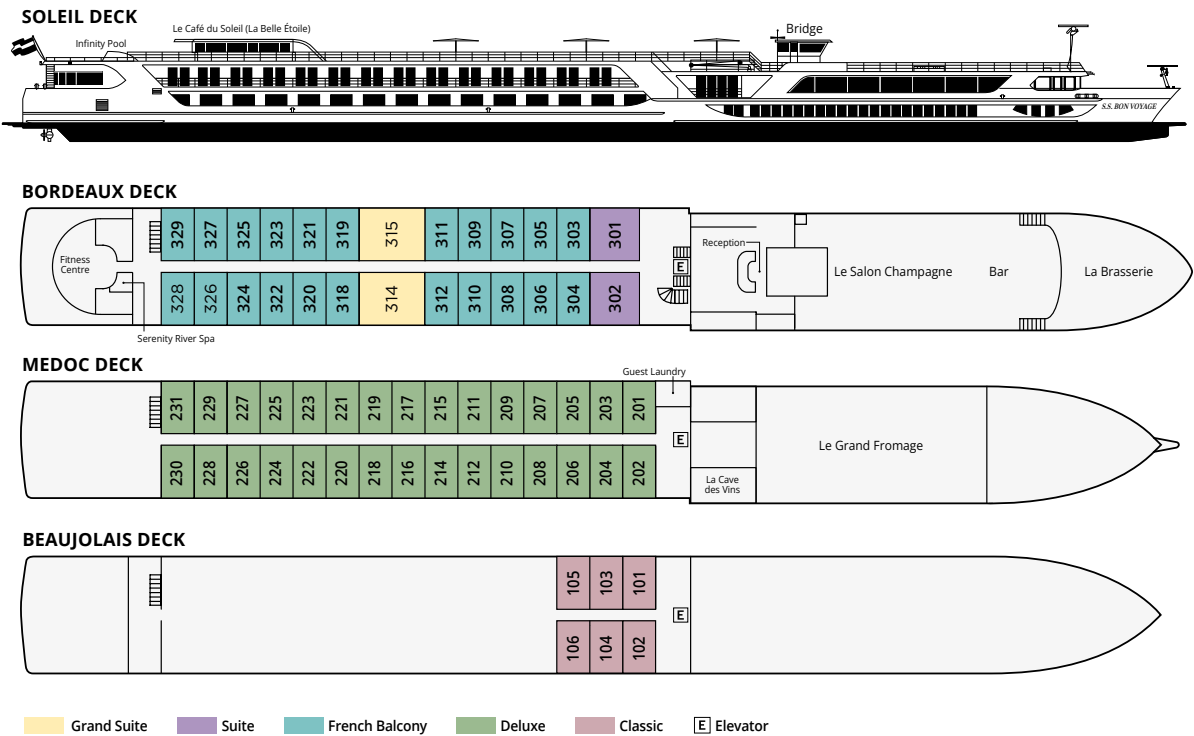 SOLEIL DECK
Le Café du Soleil (La Belle Étoile)
Infinity Pool
Bridge
S.S. BON VOYAGE
BORDEAUX DECK
329 327 325 323 321 319 315 311 309 307 305 303 301
Fitness
Centre
Reception
E
Le Salon Champagne
Bar
La Brasserie
328 326 324 322 320 318 314 312 310 308 306 304 302
Serenity River Spa
MEDOC DECK
Guest Laundry
231 229 227 225 223 221 219 217 215 211 209 207 205 203 201
E
Le Grand Fromage
230 228 226 224 222 220 218 216 214 212 210 208 206 204 202
La Cave
des Vins
BEAUJOLAIS DECK
105 103 101
E
106 104 102
Grand Suite
Suite
French Balcony
Deluxe
Classic
E Elevator